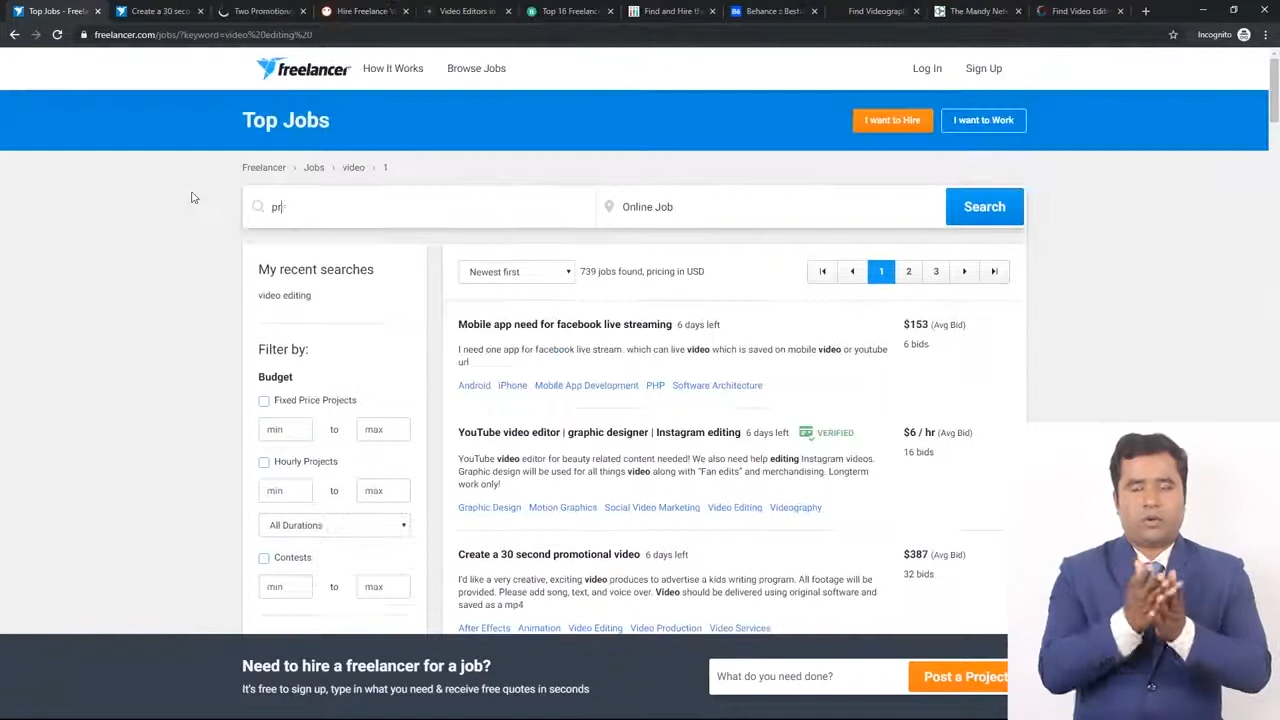 Top Jobs - Freela
Create a 30 secon
Two Promotional
Hire Freelance V
Video Editors in
Top 16 Freelanc
Find and Hire th
Behance :: Best
Find Videograph
The Mandy Net
Find Video Edit
freelancer.com/jobs/?keyword=video%20editing%20
Incognito
freelancer
How It Works
Browse Jobs
Log In
Sign Up
Top Jobs
I want to Hire
I want to Work
Freelancer › Jobs › video › 1
pr
Online Job
Search
My recent searches
video editing
Filter by:
Budget
Fixed Price Projects
min to max
Hourly Projects
min to max
All Durations
Contests
min to max
Newest first
739 jobs found, pricing in USD
1 2 3
Mobile app need for facebook live streaming 6 days left
$153 (Avg Bid)
6 bids
I need one app for facebook live stream which can live video which is saved on mobile video or youtube
url
Android iPhone Mobile App Development PHP Software Architecture
YouTube video editor | graphic designer | Instagram editing 6 days left VERIFIED
$6 / hr (Avg Bid)
16 bids
YouTube video editor for beauty related content needed! We also need help editing Instagram videos.
Graphic design will be used for all things video along with "Fan edits" and merchandising. Longterm
work only!
Graphic Design Motion Graphics Social Video Marketing Video Editing Videography
Create a 30 second promotional video 6 days left
$387 (Avg Bid)
32 bids
I'd like a very creative, exciting video produces to advertise a kids writing program. All footage will be
provided. Please add song, text, and voice over. Video should be delivered using original software and
saved as a mp4
After Effects Animation Video Editing Video Production Video Services
Need to hire a freelancer for a job?
It's free to sign up, type in what you need & receive free quotes in seconds
What do you need done?
Post a Project